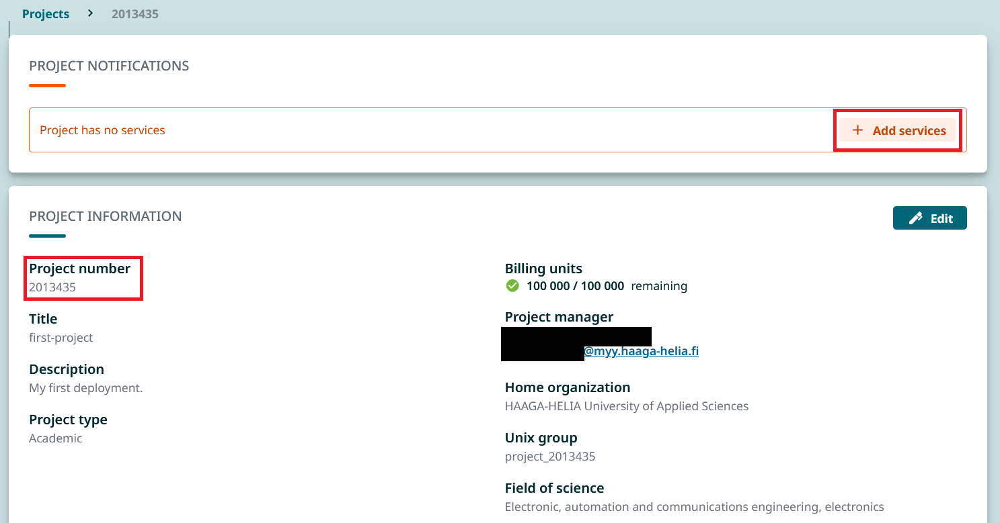 Projects > 2013435
PROJECT NOTIFICATIONS
Project has no services
+ Add services
PROJECT INFORMATION
Edit
Project number
2013435
Title
first-project
Description
My first deployment.
Project type
Academic
Billing units
100 000 / 100 000 remaining
Project manager
@myy.haaga-helia.fi
Home organization
HAAGA-HELIA University of Applied Sciences
Unix group
project_2013435
Field of science
Electronic, automation and communications engineering, electronics